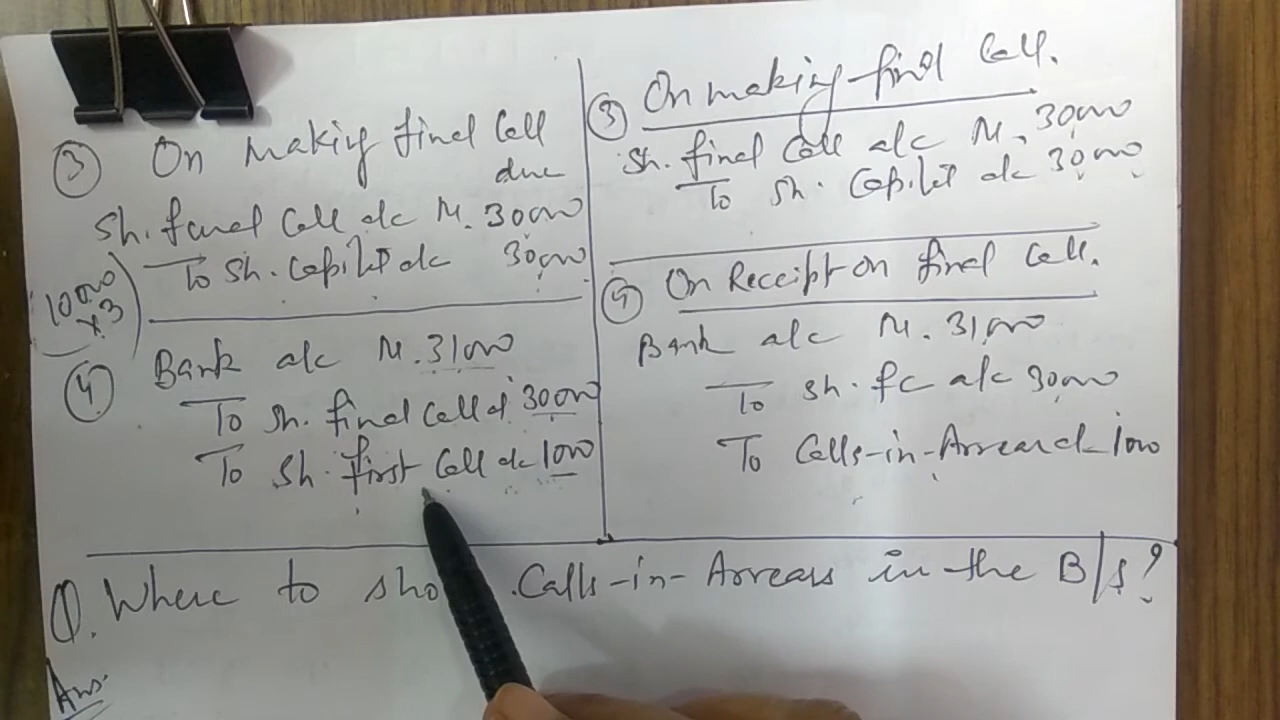 ③ On Making final Call
due
Sh. final Call a/c Dr. 30000
To Sh. Capital a/c 30000
10000
x 3
④ Bank a/c Dr. 31000
To Sh. final Call a/c 30000
To Sh. first Call a/c 1000
③ On making final Call.
Sh. final Call a/c Dr. 30000
To Sh. Capital a/c 30000
④ On Receipt on final Call.
Bank a/c Dr. 31000
To Sh. fc a/c 30000
To Calls-in-Arrear a/c 1000
Q. Where to sho Calls-in-Arrears in the B/s?
Ans.